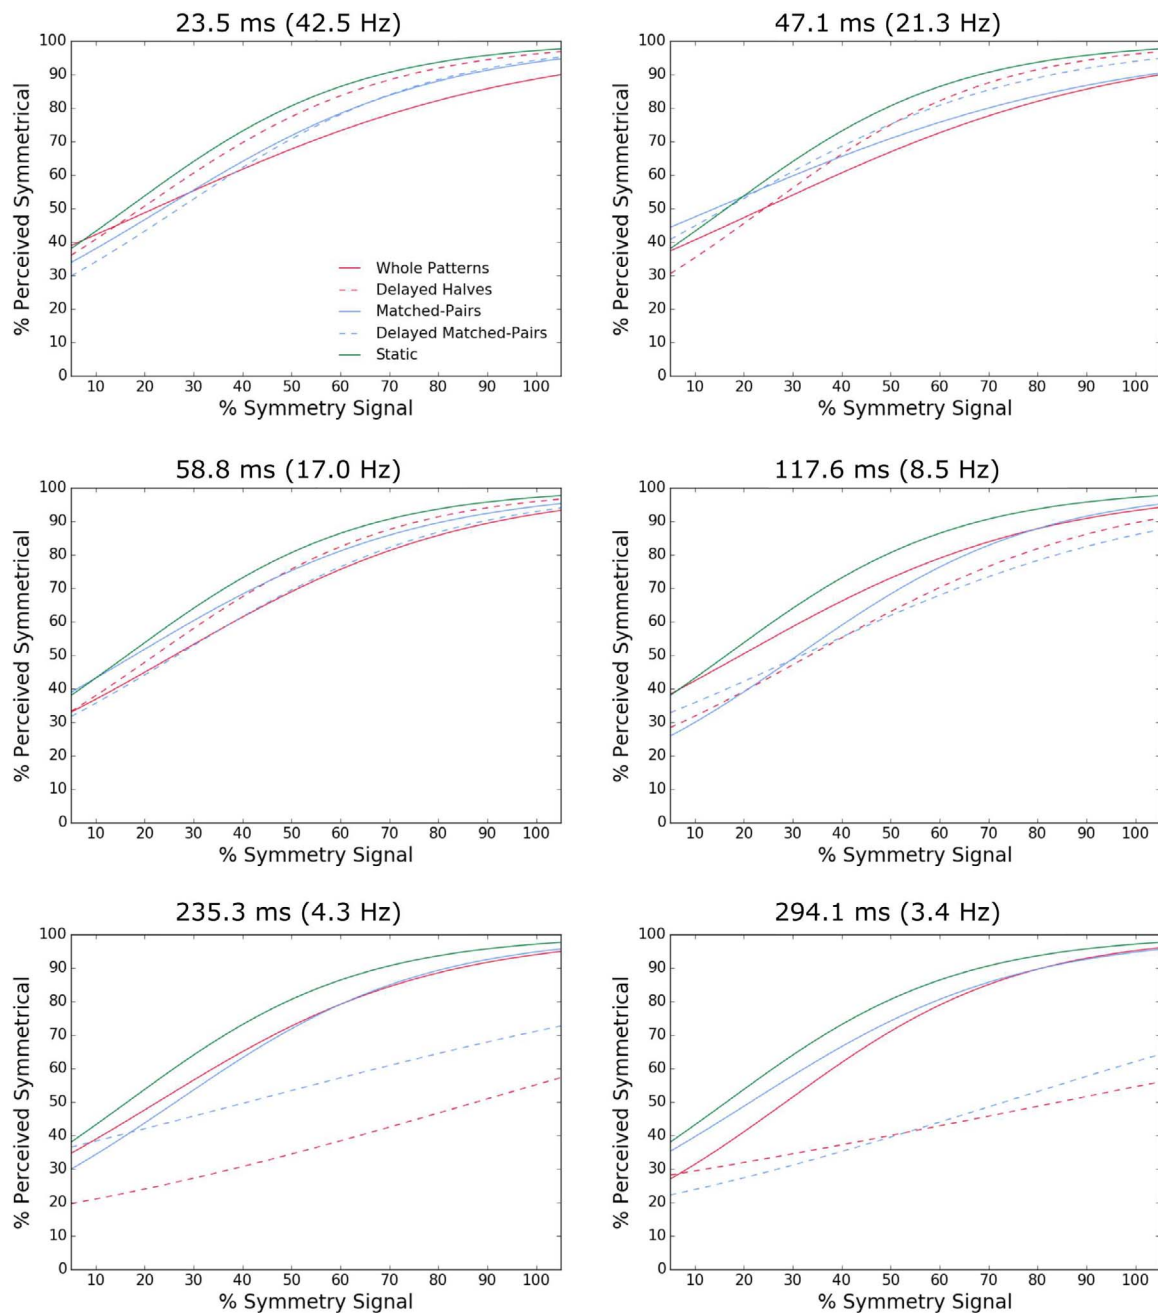 23.5 ms (42.5 Hz)
% Perceived Symmetrical
100
90
80
70
60
50
40
30
20
10
0
Whole Patterns
Delayed Halves
Matched-Pairs
Delayed Matched-Pairs
Static
10 20 30 40 50 60 70 80 90 100
% Symmetry Signal
47.1 ms (21.3 Hz)
% Perceived Symmetrical
100
90
80
70
60
50
40
30
20
10
0
10 20 30 40 50 60 70 80 90 100
% Symmetry Signal
58.8 ms (17.0 Hz)
% Perceived Symmetrical
100
90
80
70
60
50
40
30
20
10
0
10 20 30 40 50 60 70 80 90 100
% Symmetry Signal
117.6 ms (8.5 Hz)
% Perceived Symmetrical
100
90
80
70
60
50
40
30
20
10
0
10 20 30 40 50 60 70 80 90 100
% Symmetry Signal
235.3 ms (4.3 Hz)
% Perceived Symmetrical
100
90
80
70
60
50
40
30
20
10
0
10 20 30 40 50 60 70 80 90 100
% Symmetry Signal
294.1 ms (3.4 Hz)
% Perceived Symmetrical
100
90
80
70
60
50
40
30
20
10
0
10 20 30 40 50 60 70 80 90 100
% Symmetry Signal